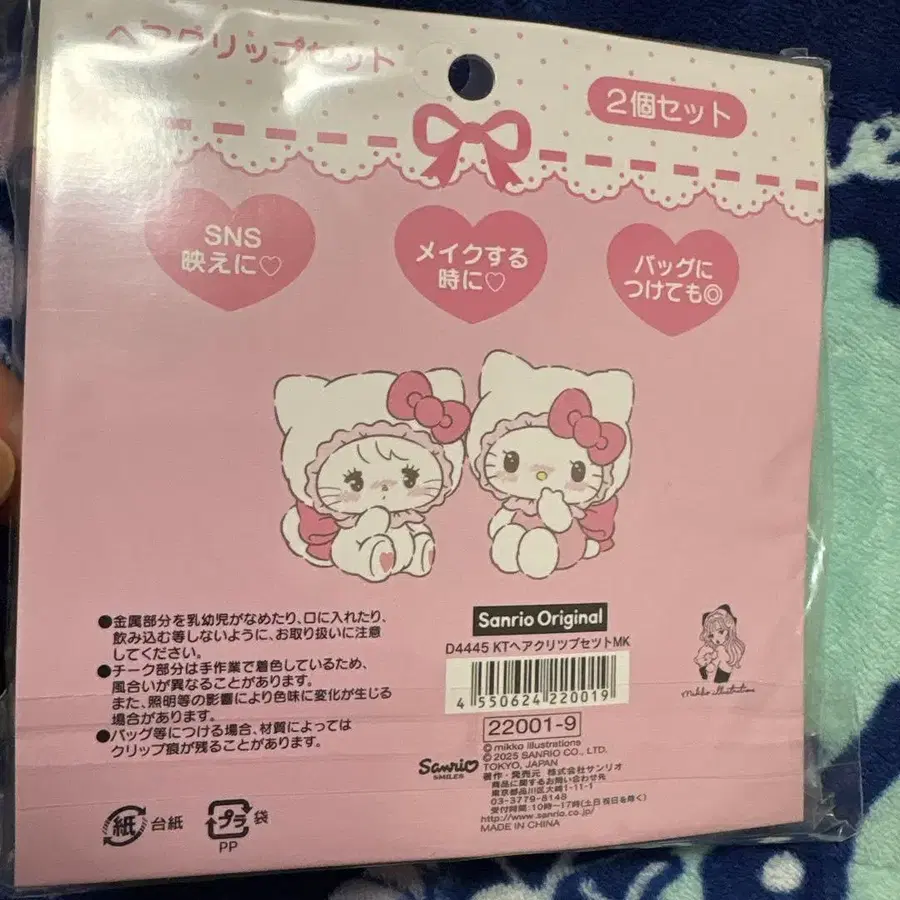 ヘアクリップセット
2個セット
SNS
映えに♡
メイクする
時に♡
バッグに
つけても◎
●金属部分を乳幼児がなめたり、口に入れたり、
飲み込む等しないように、お取り扱いに注意
してください。
●チーク部分は手作業で着色しているため、
風合いが異なることがあります。
また、照明等の影響により色味に変化が生じる
場合があります。
●バッグ等につける場合、材質によっては
クリップ痕が残ることがあります。
紙 台紙
プラ 袋
PP
Sanrio Original
D4445 KTヘアクリップセットMK
4 550624 220019
22001-9
© mikko illustrations
© 2025 SANRIO CO., LTD.
TOKYO, JAPAN
著作・発売元 株式会社サンリオ
商品に関するお問い合わせ先
東京都品川区大崎1-11-1
03-3779-8148
受付時間:10時~17時(土日祝日を除く)
http://www.sanrio.co.jp/
MADE IN CHINA
Sanrio
SMILES
mikko illustrations